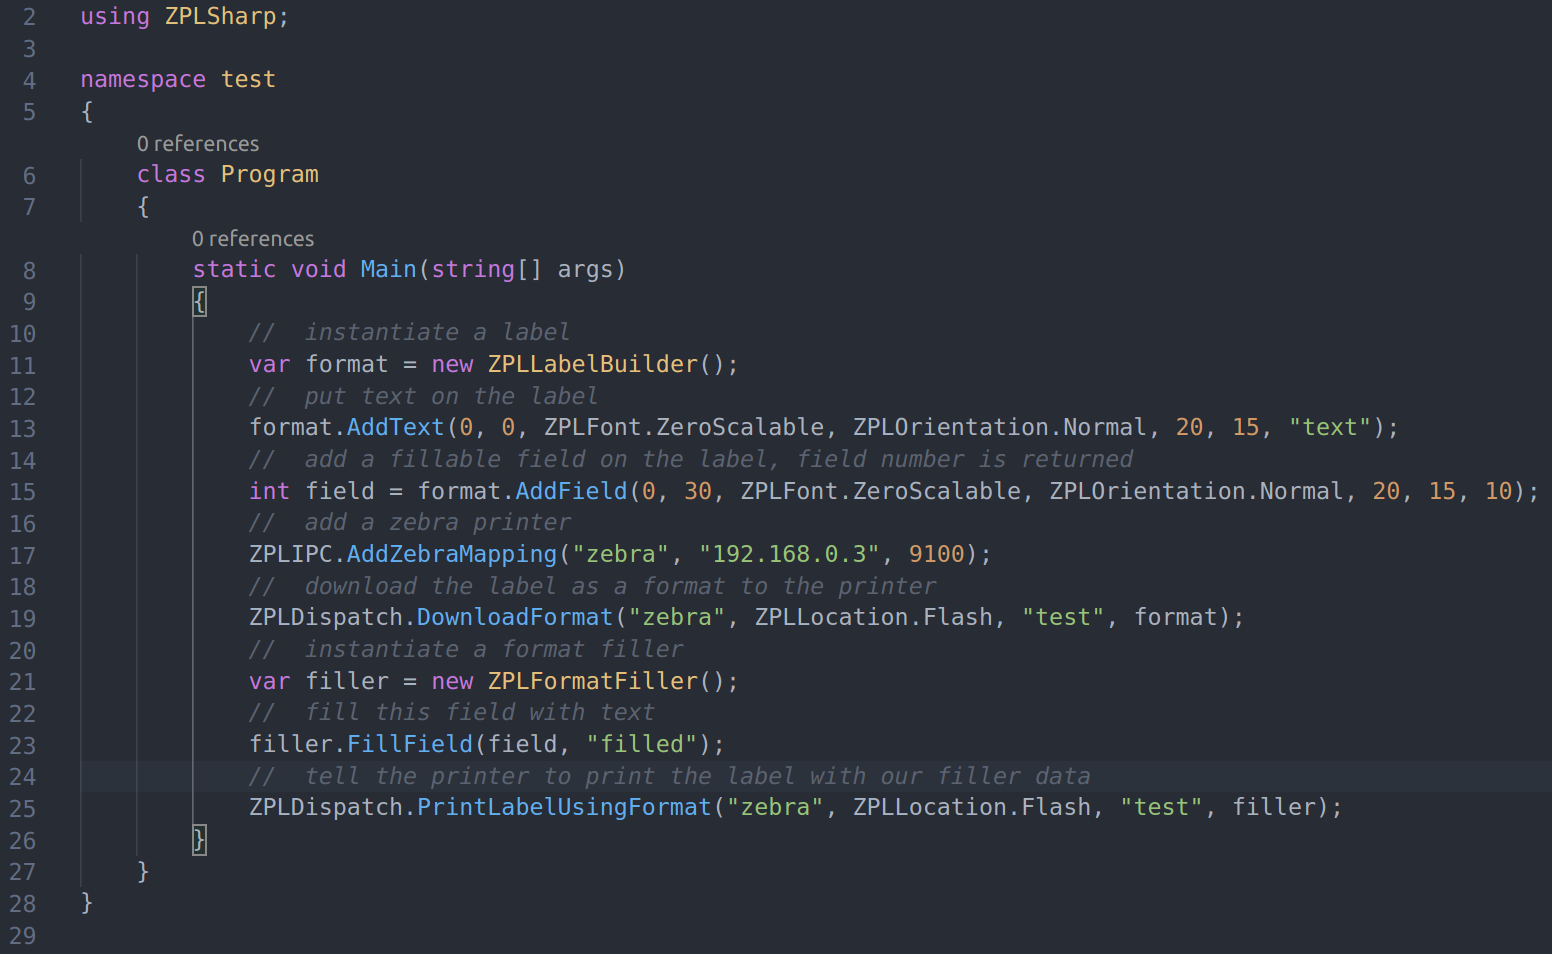 2 using ZPLSharp;
3
4 namespace test
5 {
0 references
6 class Program
7 {
0 references
8 static void Main(string[] args)
9 {
10 // instantiate a label
11 var format = new ZPLLabelBuilder();
12 // put text on the label
13 format.AddText(0, 0, ZPLFont.ZeroScalable, ZPLOrientation.Normal, 20, 15, "text");
14 // add a fillable field on the label, field number is returned
15 int field = format.AddField(0, 30, ZPLFont.ZeroScalable, ZPLOrientation.Normal, 20, 15, 10);
16 // add a zebra printer
17 ZPLIPC.AddZebraMapping("zebra", "192.168.0.3", 9100);
18 // download the label as a format to the printer
19 ZPLDispatch.DownloadFormat("zebra", ZPLLocation.Flash, "test", format);
20 // instantiate a format filler
21 var filler = new ZPLFormatFiller();
22 // fill this field with text
23 filler.FillField(field, "filled");
24 // tell the printer to print the label with our filler data
25 ZPLDispatch.PrintLabelUsingFormat("zebra", ZPLLocation.Flash, "test", filler);
26 }
27 }
28 }
29